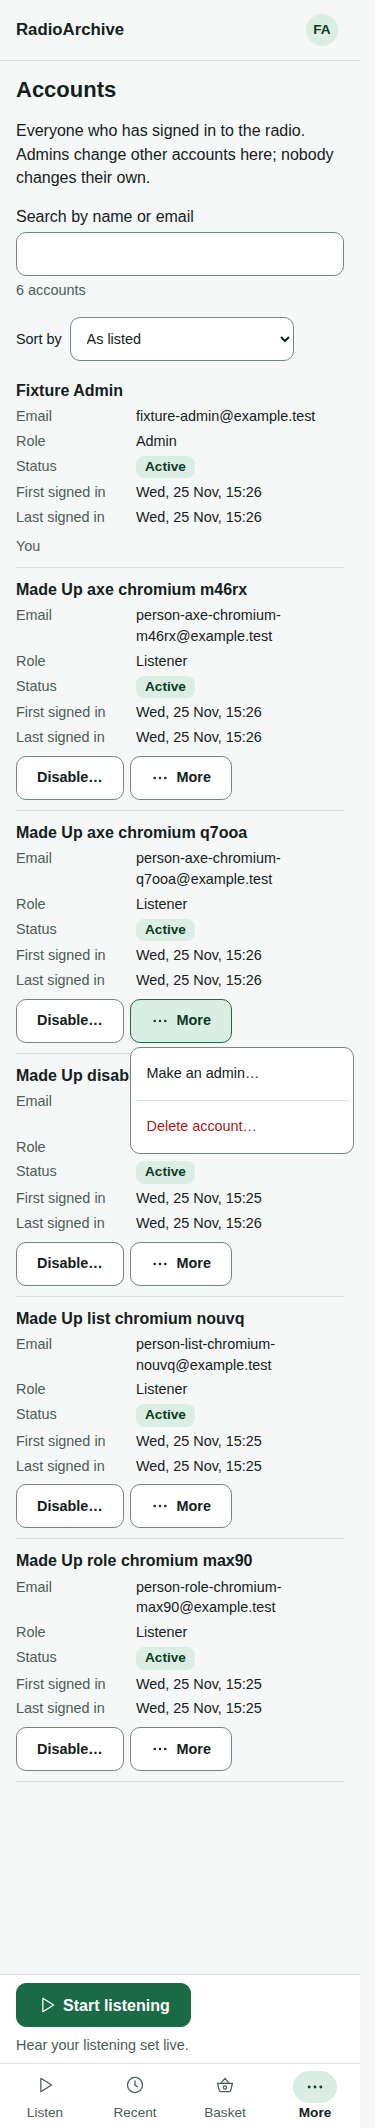 RadioArchive
FA
Accounts
Everyone who has signed in to the radio.
Admins change other accounts here; nobody
changes their own.
Search by name or email
6 accounts
Sort by As listed
Fixture Admin
Email fixture-admin@example.test
Role Admin
Status Active
First signed in Wed, 25 Nov, 15:26
Last signed in Wed, 25 Nov, 15:26
You
Made Up axe chromium m46rx
Email person-axe-chromium-
m46rx@example.test
Role Listener
Status Active
First signed in Wed, 25 Nov, 15:26
Last signed in Wed, 25 Nov, 15:26
Disable… ··· More
Made Up axe chromium q7ooa
Email person-axe-chromium-
q7ooa@example.test
Role Listener
Status Active
First signed in Wed, 25 Nov, 15:26
Last signed in Wed, 25 Nov, 15:26
Disable… ··· More
Make an admin…
Delete account…
Made Up disab
Email
Role
Status Active
First signed in Wed, 25 Nov, 15:25
Last signed in Wed, 25 Nov, 15:26
Disable… ··· More
Made Up list chromium nouvq
Email person-list-chromium-
nouvq@example.test
Role Listener
Status Active
First signed in Wed, 25 Nov, 15:25
Last signed in Wed, 25 Nov, 15:25
Disable… ··· More
Made Up role chromium max90
Email person-role-chromium-
max90@example.test
Role Listener
Status Active
First signed in Wed, 25 Nov, 15:25
Last signed in Wed, 25 Nov, 15:25
Disable… ··· More
Start listening
Hear your listening set live.
Listen Recent Basket More